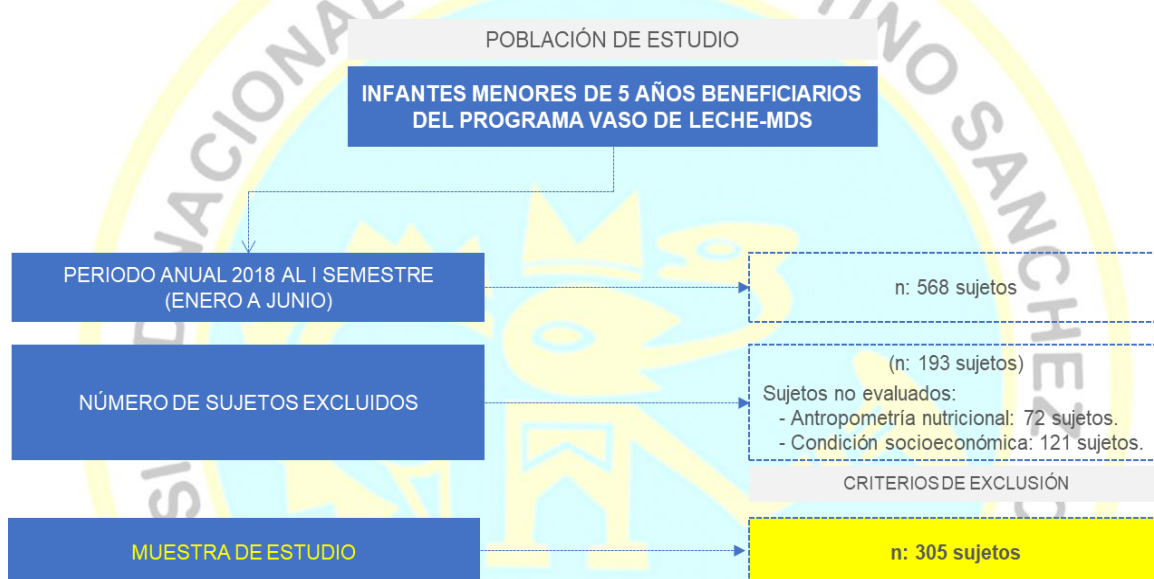 POBLACIÓN DE ESTUDIO
INFANTES MENORES DE 5 AÑOS BENEFICIARIOS
DEL PROGRAMA VASO DE LECHE-MDS
PERIODO ANUAL 2018 AL I SEMESTRE
(ENERO A JUNIO)
n: 568 sujetos
NÚMERO DE SUJETOS EXCLUIDOS
(n: 193 sujetos)
Sujetos no evaluados:
- Antropometría nutricional: 72 sujetos.
- Condición socioeconómica: 121 sujetos.
CRITERIOS DE EXCLUSIÓN
MUESTRA DE ESTUDIO
n: 305 sujetos
NACIONAL
SANCHEZ